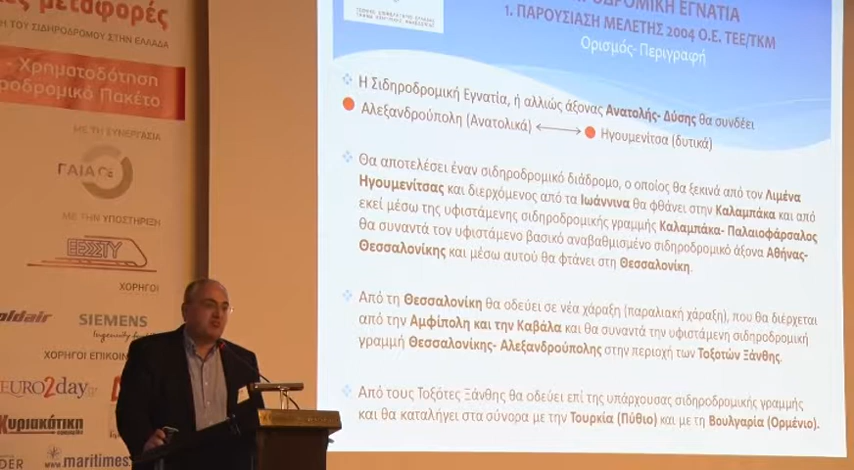 μεταφορές
ΤΟΥ ΣΙΔΗΡΟΔΡΟΜΟΥ ΣΤΗΝ ΕΛΛΑΔΑ
- Χρηματοδότηση
Πακέτο
ΜΕ ΤΗ ΣΥΝΕΡΓΑΣΙΑ
ΓΑΙΑ
ΜΕ ΤΗΝ ΥΠΟΣΤΗΡΙΞΗ
ΕΕΣΣΤΥ
ΧΟΡΗΓΟΙ
SIEMENS
ΧΟΡΗΓΟΙ ΕΠΙΚΟΙΝ
EURO2day
Κυριακάτικη
www.maritimes
ΕΓΝΑΤΙΑ
1. ΠΑΡΟΥΣΙΑΣΗ ΜΕΛΕΤΗΣ 2004 Ο.Ε. ΤΕΕ/ΤΚΜ
Ορισμός- Περιγραφή
Η Σιδηροδρομική Εγνατία, ή αλλιώς άξονας Ανατολής- Δύσης θα συνδέει
Αλεξανδρούπολη (Ανατολικά) Ηγουμενίτσα (δυτικά)
Θα αποτελέσει έναν σιδηροδρομικό διάδρομο, ο οποίος θα ξεκινά από τον Λιμένα
Ηγουμενίτσας και διερχόμενος από τα Ιωάννινα θα φθάνει στην Καλαμπάκα και από
εκεί μέσω της υφιστάμενης σιδηροδρομικής γραμμής Καλαμπάκα- Παλαιοφάρσαλος
θα συναντά τον υφιστάμενο βασικό αναβαθμισμένο σιδηροδρομικό άξονα Αθήνας-
Θεσσαλονίκης και μέσω αυτού θα φτάνει στη Θεσσαλονίκη.
Από τη Θεσσαλονίκη θα οδεύει σε νέα χάραξη (παραλιακή χάραξη), που θα διέρχεται
από την Αμφίπολη και την Καβάλα και θα συναντά την υφιστάμενη σιδηροδρομική
γραμμή Θεσσαλονίκης- Αλεξανδρούπολης στην περιοχή των Τοξοτών Ξάνθης.
Από τους Τοξότες Ξάνθης θα οδεύει επί της υπάρχουσας σιδηροδρομικής γραμμής
και θα καταλήγει στα σύνορα με την Τουρκία (Πύθιο) και με τη Βουλγαρία (Ορμένιο).